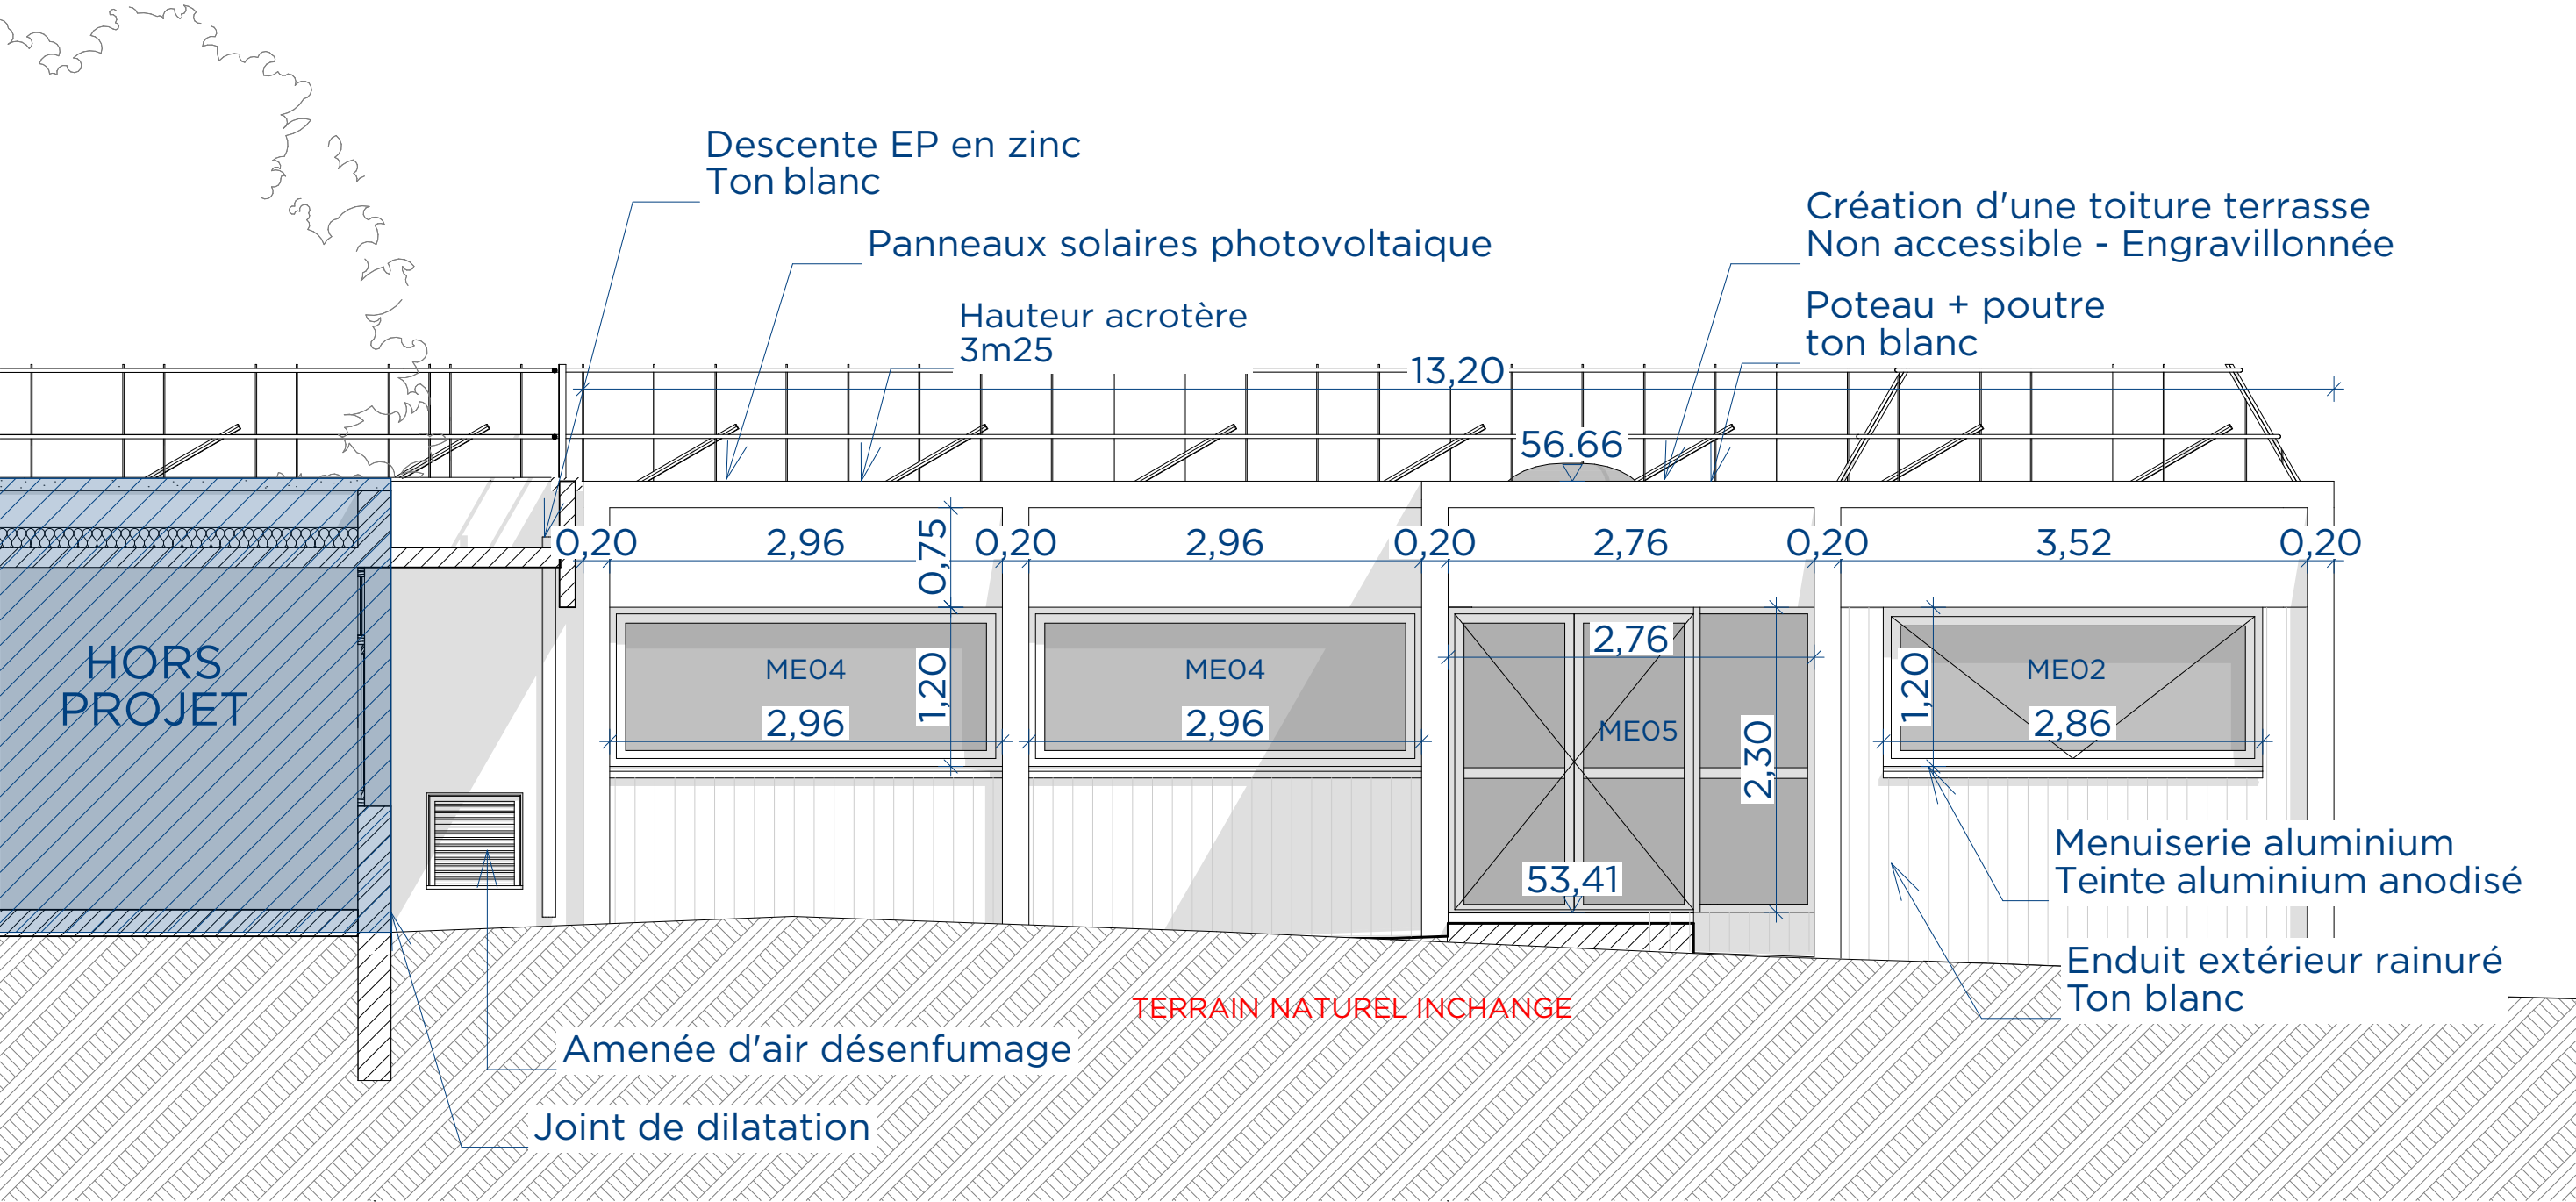 Descente EP en zinc
Ton blanc
Panneaux solaires photovoltaique
Création d'une toiture terrasse
Non accessible - Engravillonnée
Hauteur acrotère
3m25
Poteau + poutre
ton blanc
13,20
56.66
0,20
2,96
0,75
0,20
2,96
0,20
2,76
0,20
3,52
0,20
HORS
PROJET
ME04
1,20
2,96
ME04
2,96
2,76
ME05
2,30
53,41
1,20
ME02
2,86
Menuiserie aluminium
Teinte aluminium anodisé
Enduit extérieur rainuré
Ton blanc
TERRAIN NATUREL INCHANGE
Amenée d'air désenfumage
Joint de dilatation